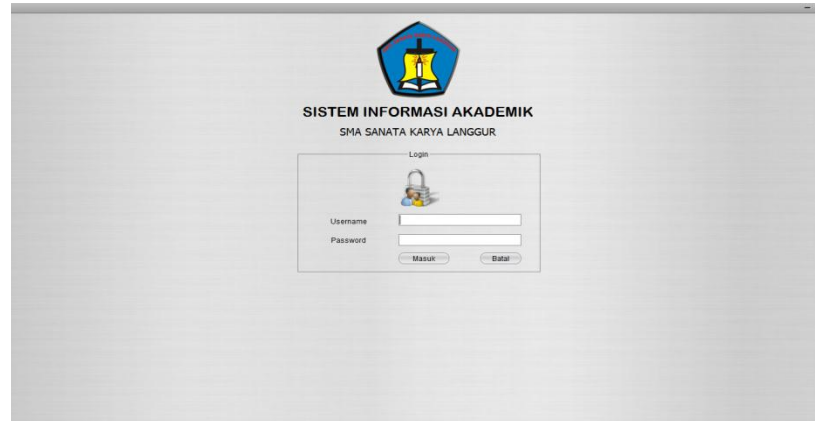 SISTEM INFORMASI AKADEMIK
SMA SANATA KARYA LANGGUR
Login
Username
Password
Masuk Batal